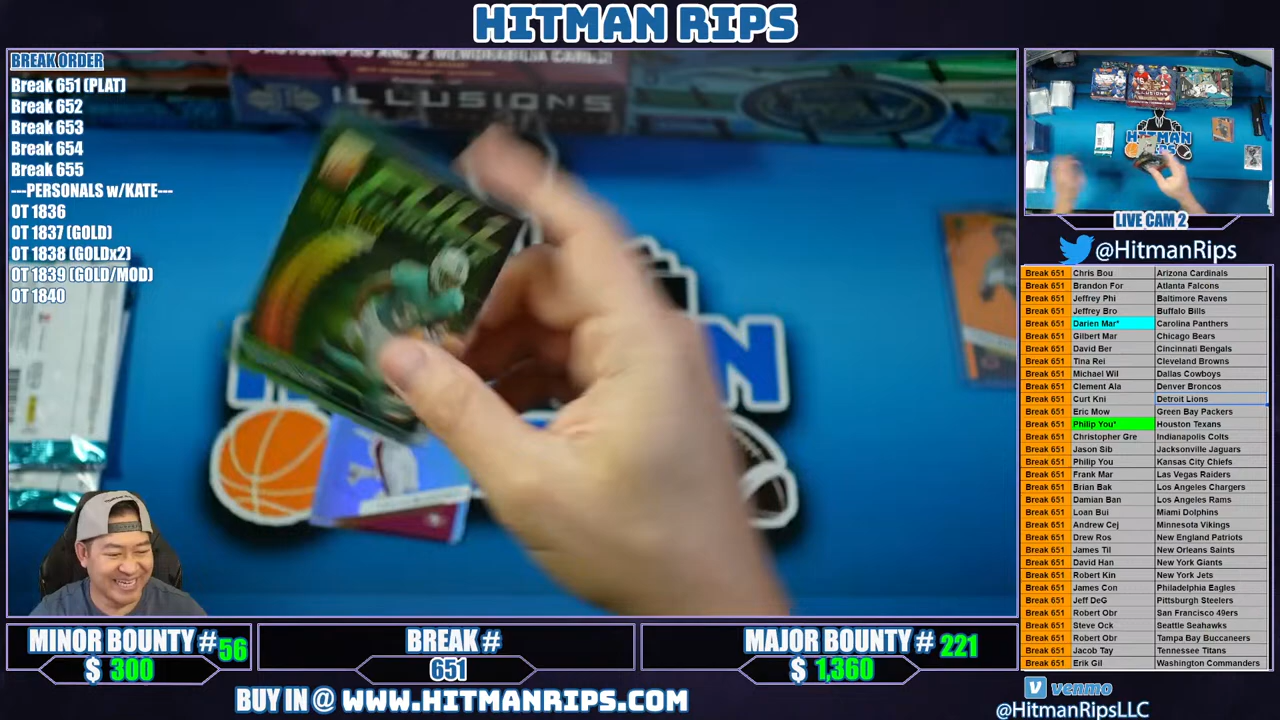 HITMAN RIPS
BREAK ORDER
Break 651 (PLAT)
Break 652
Break 653
Break 654
Break 655
---PERSONALS w/KATE---
OT 1836
OT 1837 (GOLD)
OT 1838 (GOLDx2)
OT 1839 (GOLD/MOD)
OT 1840
ILLUSIONS
HITMAN
RIPS
LIVE CAM 2
@HitmanRips
Break 651 Chris Bou Arizona Cardinals
Break 651 Brandon For Atlanta Falcons
Break 651 Jeffrey Phi Baltimore Ravens
Break 651 Jeffrey Bro Buffalo Bills
Break 651 Darien Mar* Carolina Panthers
Break 651 Gilbert Mar Chicago Bears
Break 651 David Ber Cincinnati Bengals
Break 651 Tina Rei Cleveland Browns
Break 651 Michael Wil Dallas Cowboys
Break 651 Clement Ala Denver Broncos
Break 651 Curt Kni Detroit Lions
Break 651 Eric Mow Green Bay Packers
Break 651 Philip You* Houston Texans
Break 651 Christopher Gre Indianapolis Colts
Break 651 Jason Sib Jacksonville Jaguars
Break 651 Philip You Kansas City Chiefs
Break 651 Frank Mar Las Vegas Raiders
Break 651 Brian Bak Los Angeles Chargers
Break 651 Damian Ban Los Angeles Rams
Break 651 Loan Bui Miami Dolphins
Break 651 Andrew Cej Minnesota Vikings
Break 651 Drew Ros New England Patriots
Break 651 James Til New Orleans Saints
Break 651 David Han New York Giants
Break 651 Robert Kin New York Jets
Break 651 James Con Philadelphia Eagles
Break 651 Jeff DeG Pittsburgh Steelers
Break 651 Robert Obr San Francisco 49ers
Break 651 Steve Ock Seattle Seahawks
Break 651 Robert Obr Tampa Bay Buccaneers
Break 651 Jacob Tay Tennessee Titans
Break 651 Erik Gil Washington Commanders
MINOR BOUNTY # 56
$ 300
BREAK #
651
MAJOR BOUNTY # 221
$ 1,360
BUY IN @ WWW.HITMANRIPS.COM
venmo
@HitmanRipsLLC